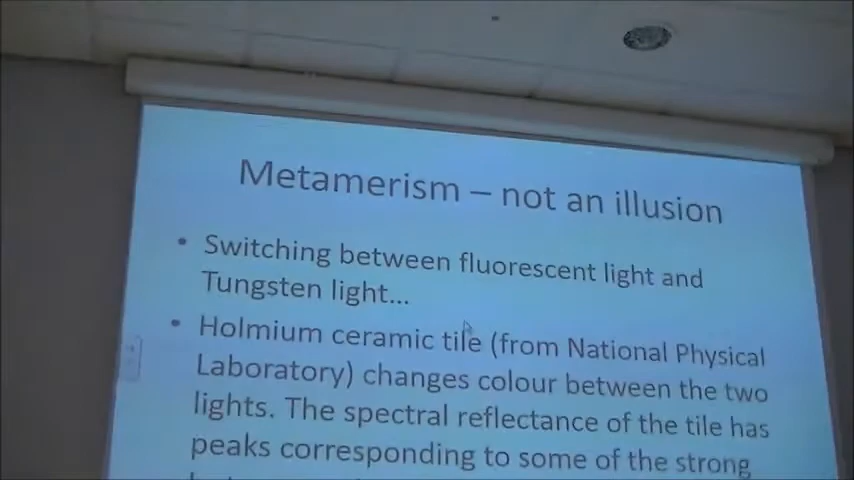 Metamerism – not an illusion
• Switching between fluorescent light and
Tungsten light...
• Holmium ceramic tile (from National Physical
Laboratory) changes colour between the two
lights. The spectral reflectance of the tile has
peaks corresponding to some of the strong